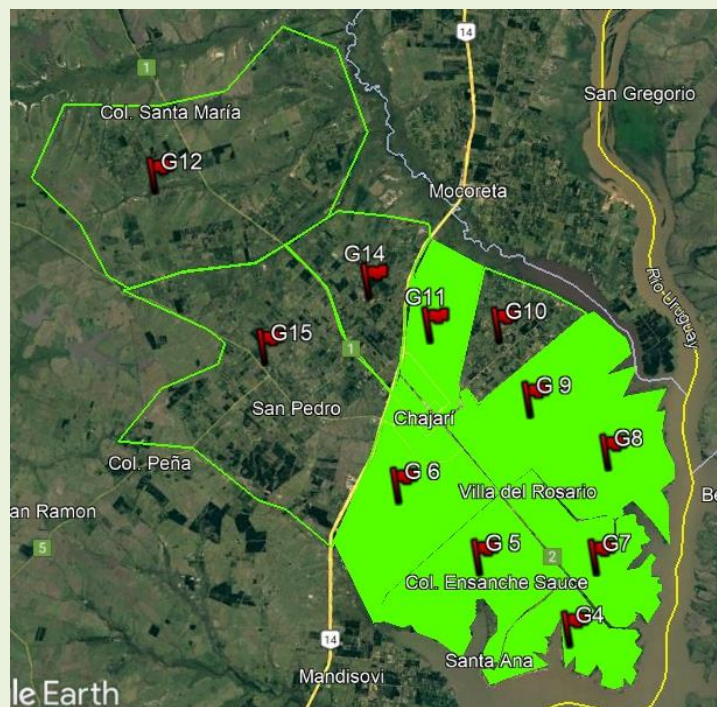 14
San Gregorio
1
Col. Santa María
G12
Mocoreta
G14
Río Uruguay
G11
G10
G15
1
San Pedro
Chajarí
G 9
G8
Col. Peña
G 6
Villa del Rosario
an Ramon
5
G 5
2
G7
Col. Ensanche Sauce
G4
14
Santa Ana
Mandisovi
le Earth